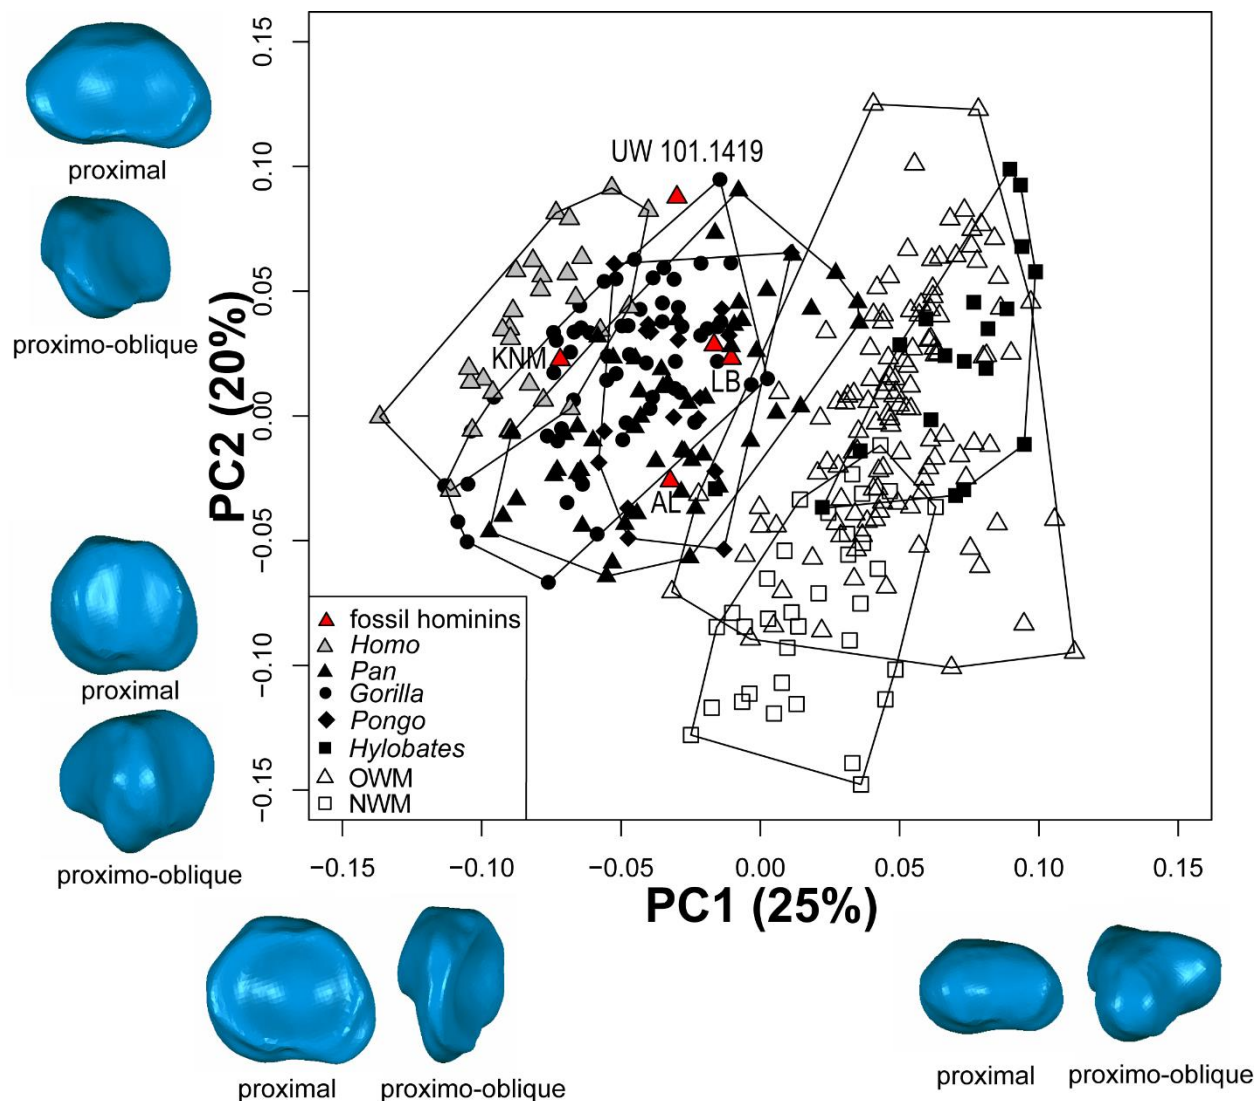 proximal
proximo-oblique
proximal
proximo-oblique
0.15
0.10
0.05
0.00
−0.05
−0.10
−0.15
PC2 (20%)
UW 101.1419
KNM
LB
AL
fossil hominins
Homo
Pan
Gorilla
Pongo
Hylobates
OWM
NWM
−0.15 −0.10 −0.05 0.00 0.05 0.10 0.15
PC1 (25%)
proximal proximo-oblique
proximal proximo-oblique